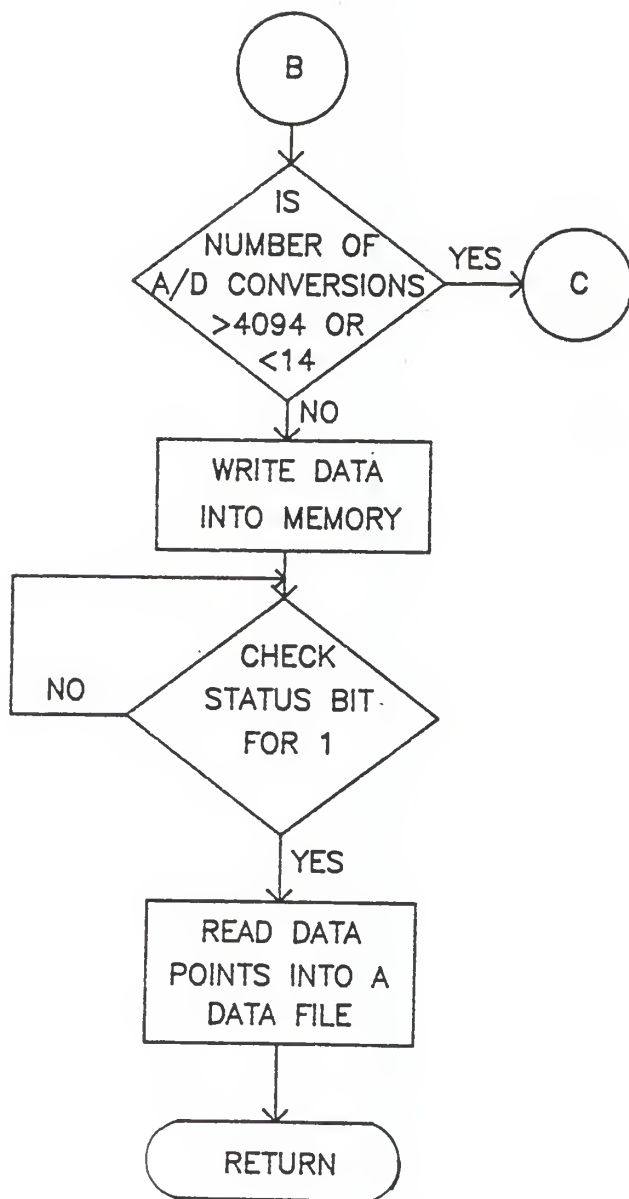 B
IS
NUMBER OF
A/D CONVERSIONS
>4094 OR
<14
YES
C
NO
WRITE DATA
INTO MEMORY
CHECK
STATUS BIT
FOR 1
NO
YES
READ DATA
POINTS INTO A
DATA FILE
RETURN